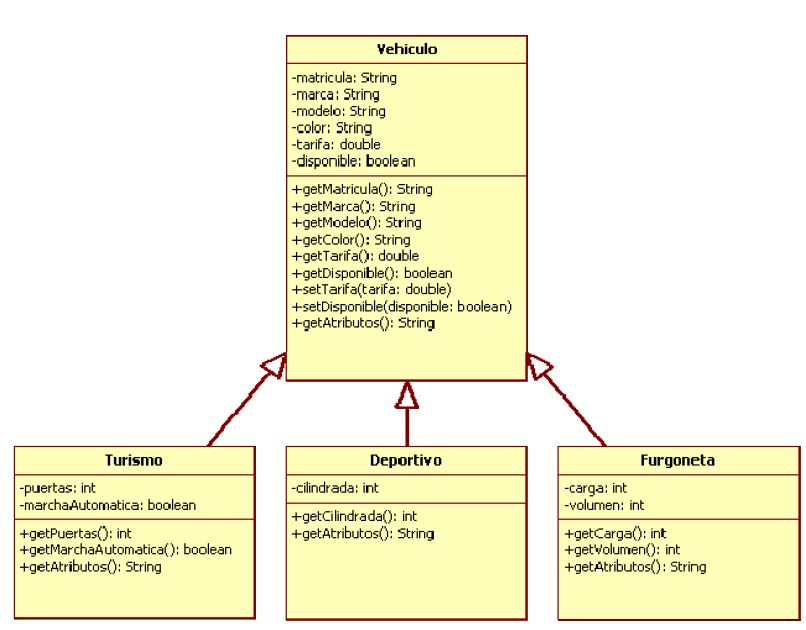 Vehiculo
-matricula: String
-marca: String
-modelo: String
-color: String
-tarifa: double
-disponible: boolean
+getMatricula(): String
+getMarca(): String
+getModelo(): String
+getColor(): String
+getTarifa(): double
+getDisponible(): boolean
+setTarifa(tarifa: double)
+setDisponible(disponible: boolean)
+getAtributos(): String
Turismo
-puertas: int
-marchaAutomatica: boolean
+getPuertas(): int
+getMarchaAutomatica(): boolean
+getAtributos(): String
Deportivo
-cilindrada: int
+getCilindrada(): int
+getAtributos(): String
Furgoneta
-carga: int
-volumen: int
+getCarga(): int
+getVolumen(): int
+getAtributos(): String